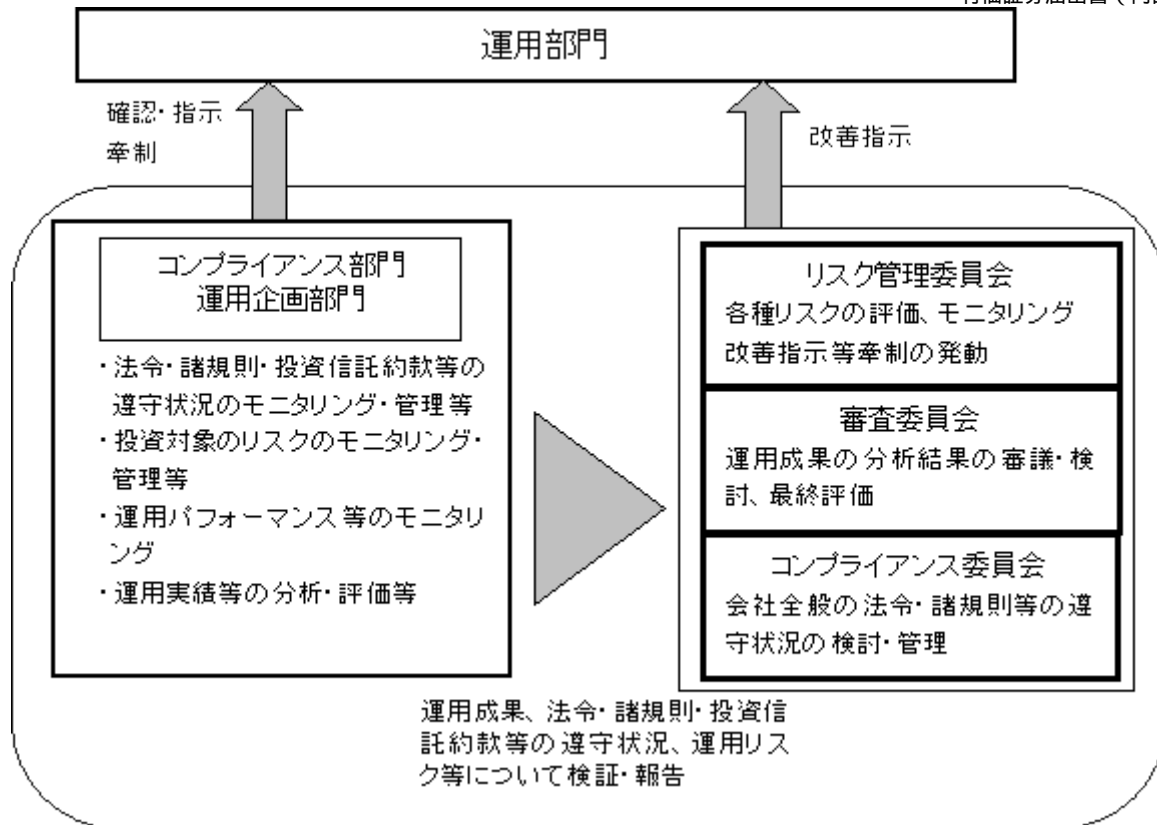 運用部門
確認・指示
牽制
改善指示
コンプライアンス部門
運用企画部門
・法令・諸規則・投資信託約款等の
遵守状況のモニタリング・管理等
・投資対象のリスクのモニタリング・
管理等
・運用パフォーマンス等のモニタリ
ング
・運用実績等の分析・評価等
リスク管理委員会
各種リスクの評価、モニタリング
改善指示等牽制の発動
審査委員会
運用成果の分析結果の審議・検
討、最終評価
コンプライアンス委員会
会社全般の法令・諸規則等の遵
守状況の検討・管理
運用成果、法令・諸規則・投資信
託約款等の遵守状況、運用リス
ク等について検証・報告